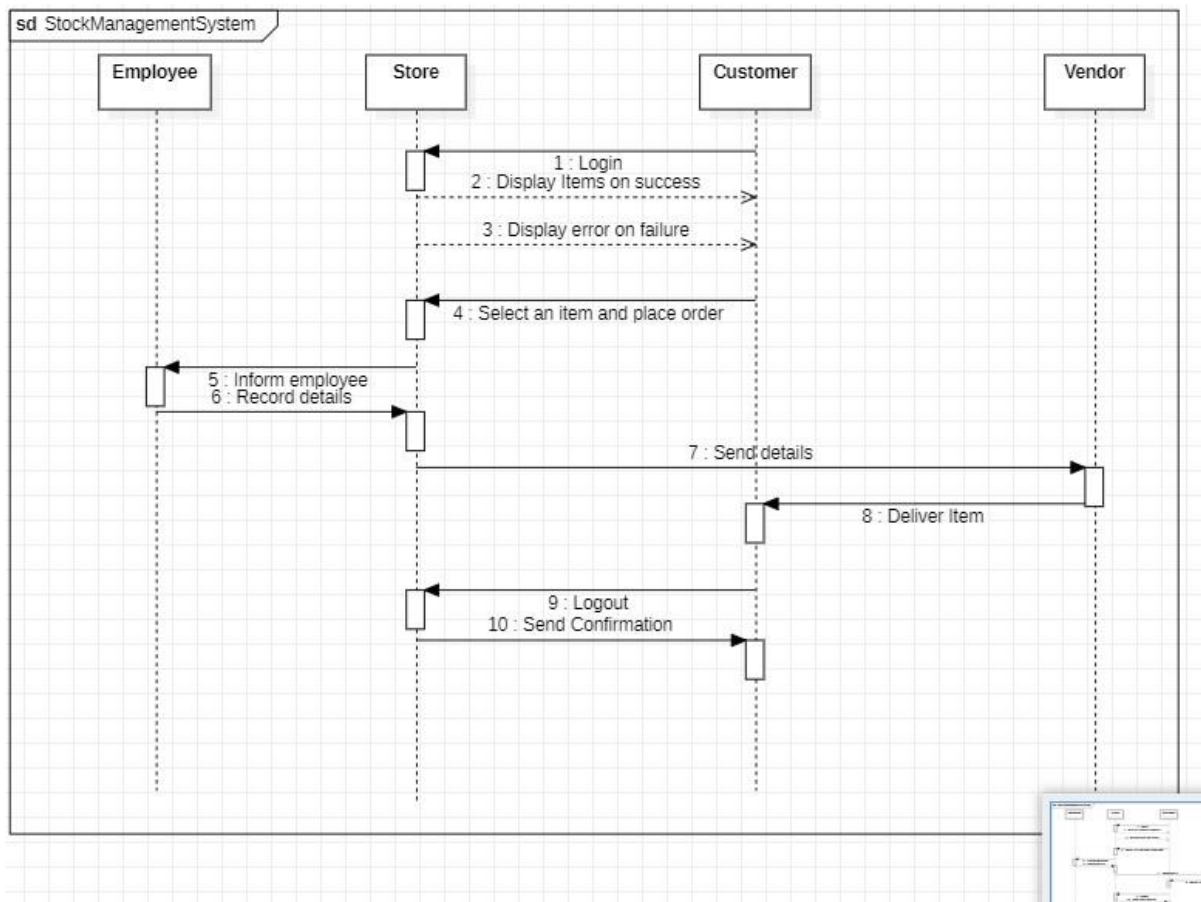 sd StockManagementSystem
Employee
Store
Customer
Vendor
1 : Login
2 : Display Items on success
3 : Display error on failure
4 : Select an item and place order
5 : Inform employee
6 : Record details
7 : Send details
8 : Deliver Item
9 : Logout
10 : Send Confirmation